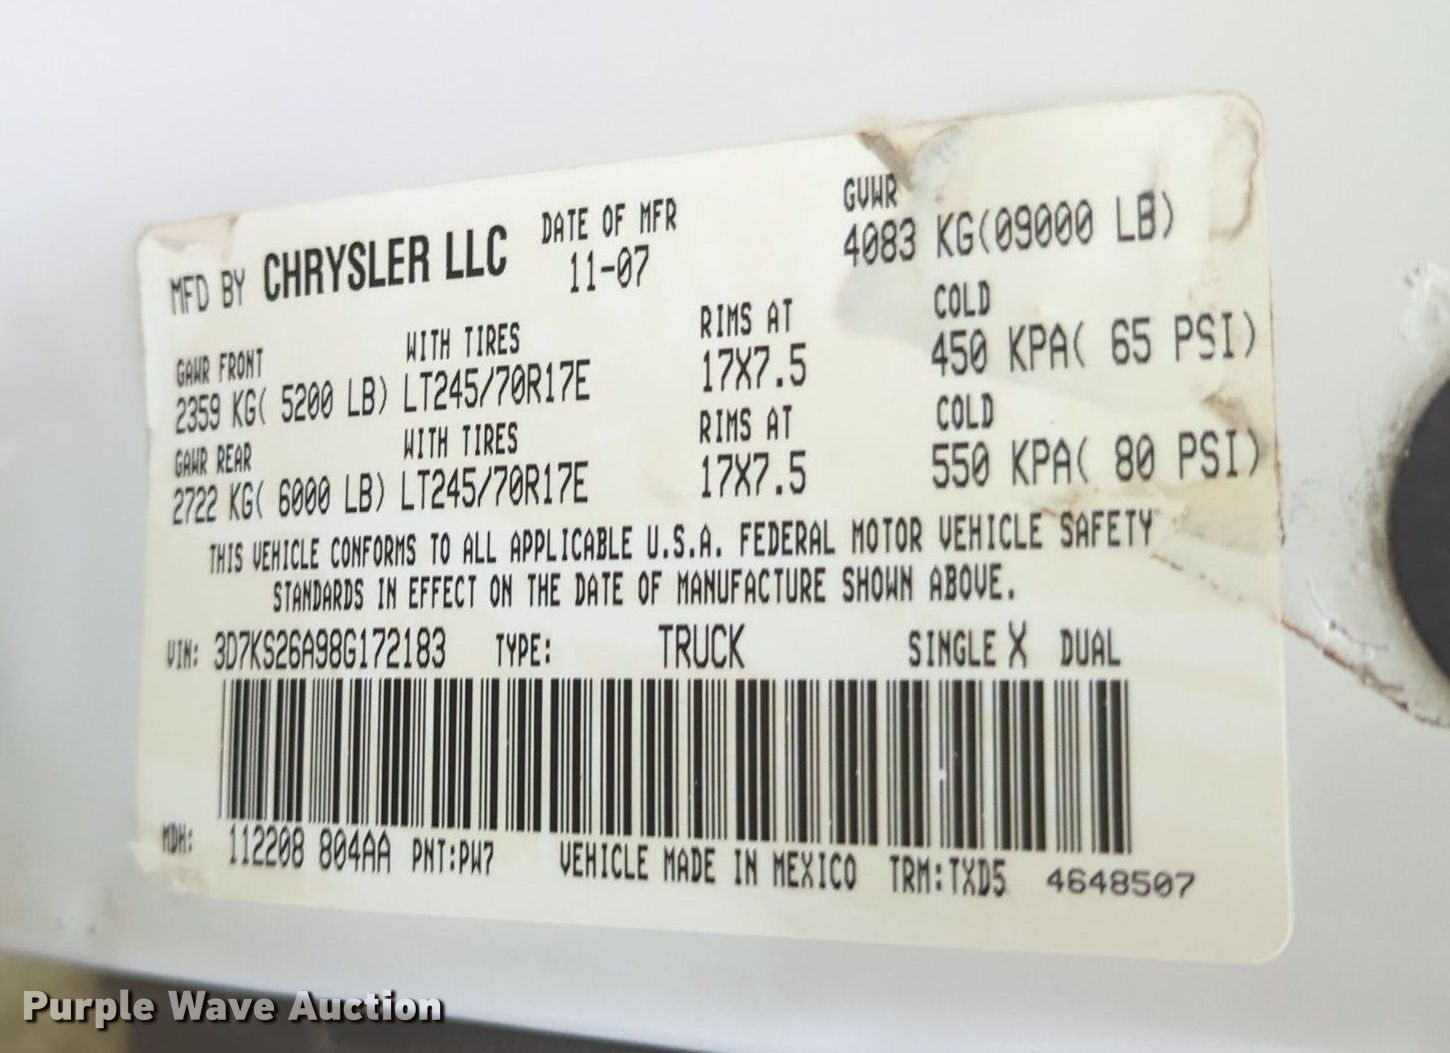 MFD BY CHRYSLER LLC DATE OF MFR GVWR
11-07 4083 KG(09000 LB)
GAWR FRONT WITH TIRES RIMS AT COLD
2359 KG( 5200 LB) LT245/70R17E 17X7.5 450 KPA( 65 PSI)
GAWR REAR WITH TIRES RIMS AT COLD
2722 KG( 6000 LB) LT245/70R17E 17X7.5 550 KPA( 80 PSI)
THIS VEHICLE CONFORMS TO ALL APPLICABLE U.S.A. FEDERAL MOTOR VEHICLE SAFETY
STANDARDS IN EFFECT ON THE DATE OF MANUFACTURE SHOWN ABOVE.
VIN: 3D7KS26A98G172183 TYPE: TRUCK SINGLE X DUAL
MDH: 112208 804AA PNT:PW7 VEHICLE MADE IN MEXICO TRM:TXD5 4648507
Purple Wave Auction